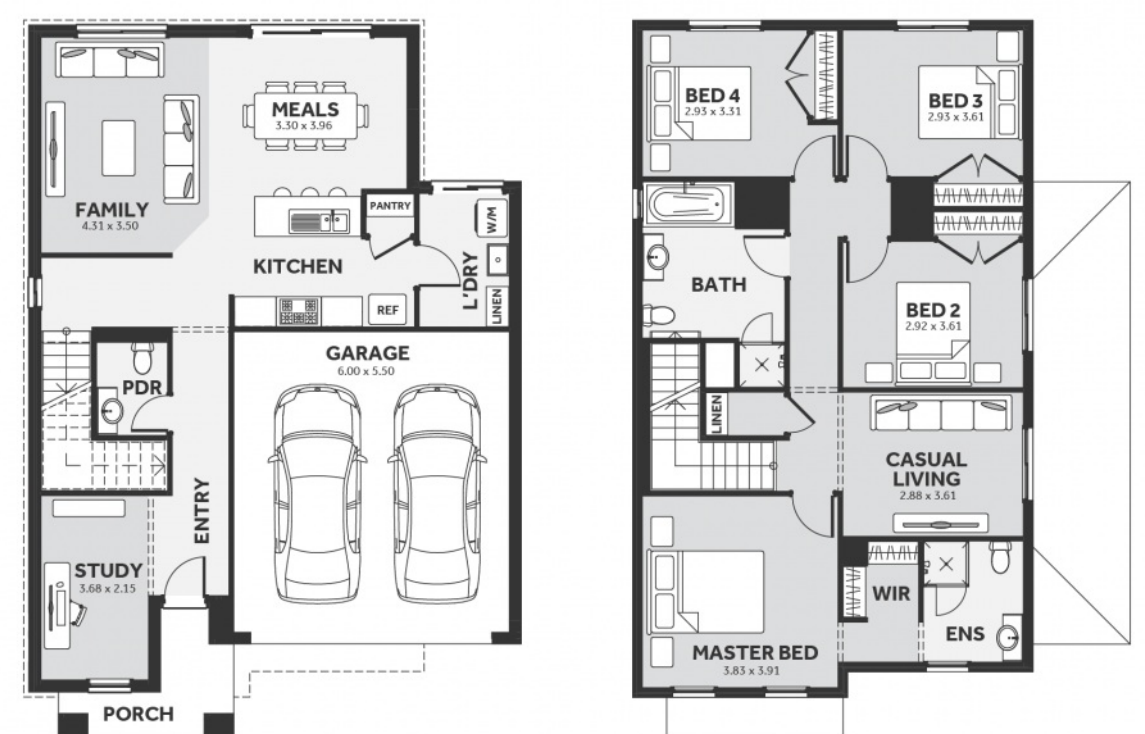 MEALS
3.30 x 3.96
FAMILY
4.31 x 3.50
PANTRY
W/M
KITCHEN
L'DRY
LINEN
REF
GARAGE
6.00 x 5.50
PDR
ENTRY
STUDY
3.68 x 2.15
PORCH
BED 4
2.93 x 3.31
BED 3
2.93 x 3.61
BATH
BED 2
2.92 x 3.61
LINEN
CASUAL
LIVING
2.88 x 3.61
WIR
ENS
MASTER BED
3.83 x 3.91